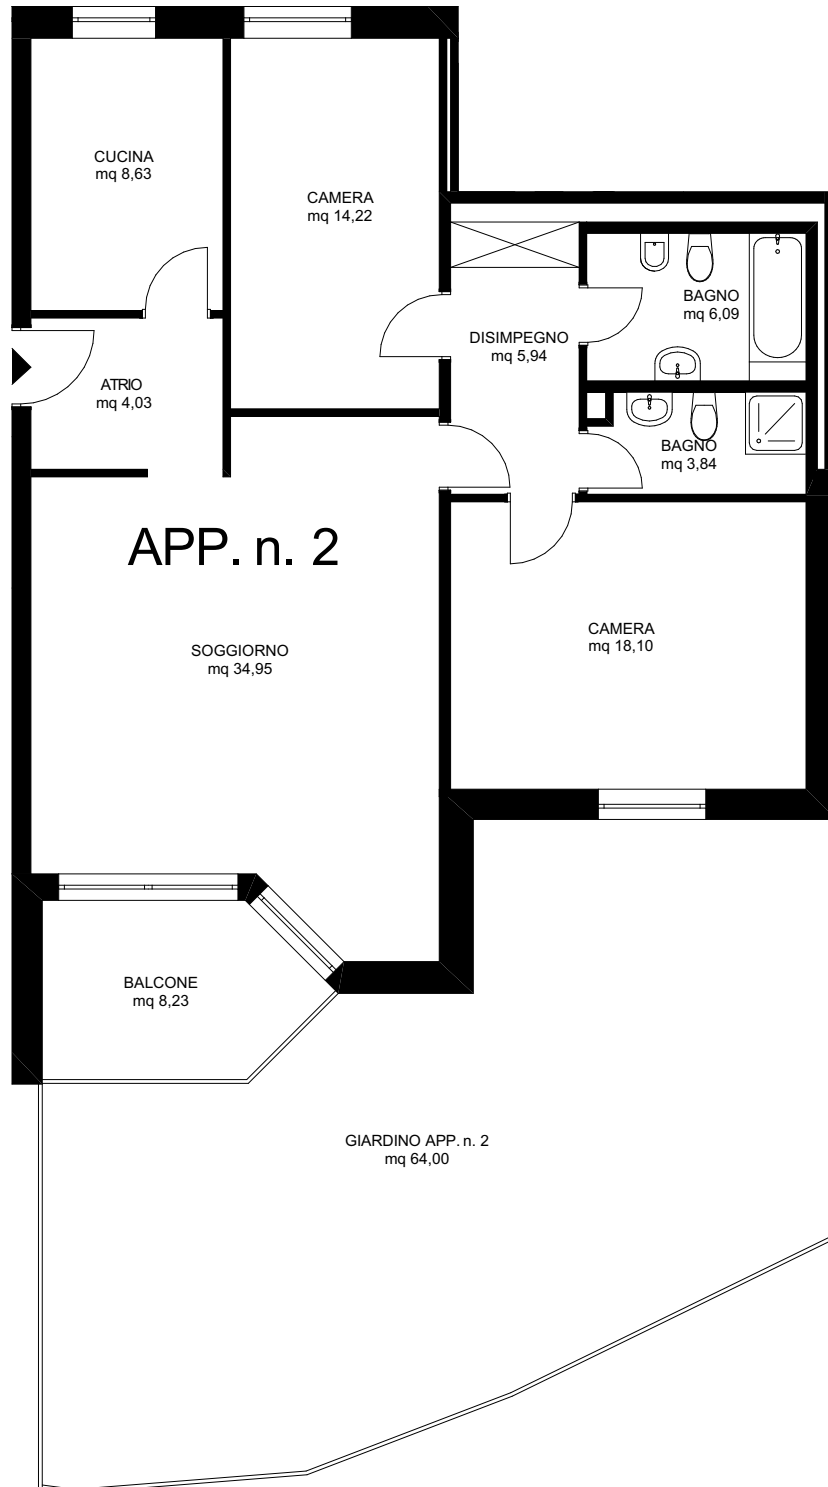 CUCINA
mq 8,63
CAMERA
mq 14,22
BAGNO
mq 6,09
DISIMPEGNO
mq 5,94
ATRIO
mq 4,03
BAGNO
mq 3,84
APP. n. 2
CAMERA
mq 18,10
SOGGIORNO
mq 34,95
BALCONE
mq 8,23
GIARDINO APP. n. 2
mq 64,00